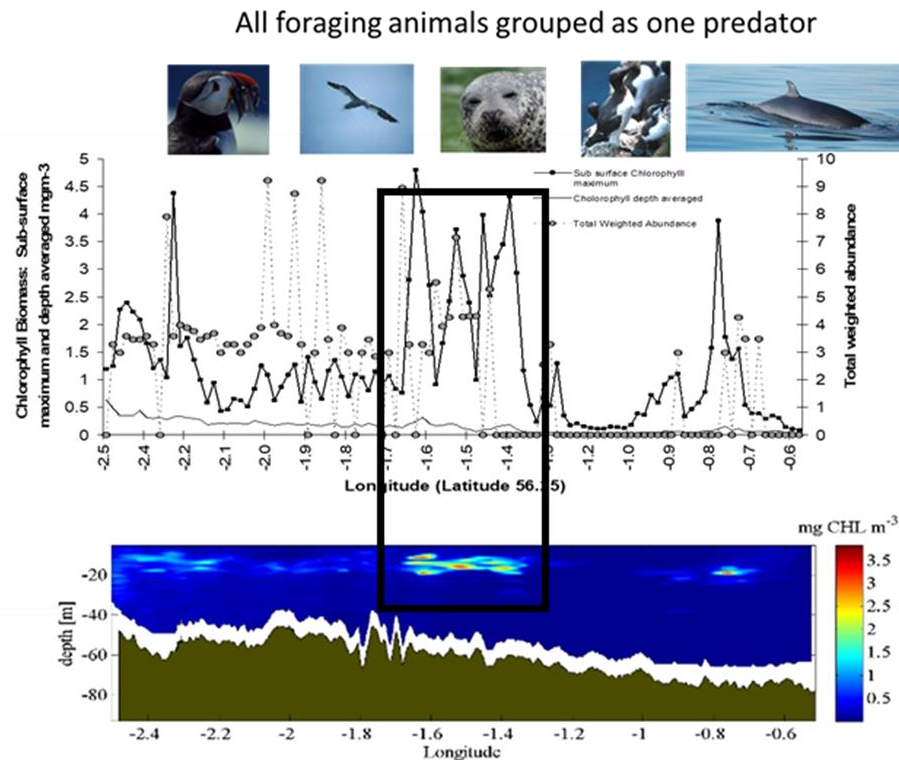 All foraging animals grouped as one predator
Chlorophyll Biomass: Sub-surface
maximum and depth averaged mgm-3
5
4.5
4
3.5
3
2.5
2
1.5
1
0.5
0
Sub surface Chlorophylll
maximum
Cholorophyll depth averaged
Total Weighted Abundance
10
9
8
7
6
5
4
3
2
1
0
Total weighted abundance
-2.5 -2.4 -2.2 -2.1 -2.0 -1.9 -1.8 -1.7 -1.6 -1.5 -1.4 -1.3 -1.2 -1.0 -0.9 -0.8 -0.7 -0.6
Longitude (Latitude 56.15)
mg CHL m-3
depth [m]
-20
-40
-60
-80
3.5
3
2.5
2
1.5
1
0.5
-2.4 -2.2 -2 -1.8 -1.6 -1.4 -1.2 -1 -0.8 -0.6
Longitude